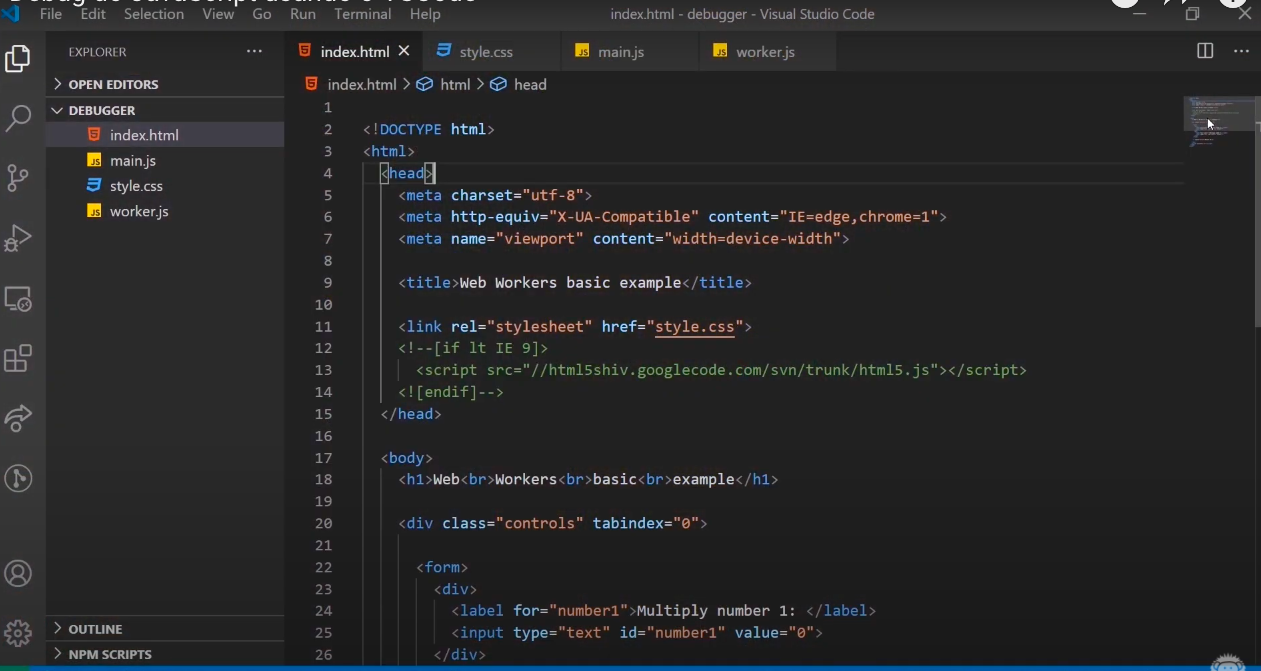 Debug de JavaScript usando o VSCode
File Edit Selection View Go Run Terminal Help
index.html - debugger - Visual Studio Code
EXPLORER
index.html
style.css
main.js
worker.js
OPEN EDITORS
index.html > html > head
DEBUGGER
index.html
main.js
style.css
worker.js
1
2 <!DOCTYPE html>
3 <html>
4 <head>
5 <meta charset="utf-8">
6 <meta http-equiv="X-UA-Compatible" content="IE=edge,chrome=1">
7 <meta name="viewport" content="width=device-width">
8
9 <title>Web Workers basic example</title>
10
11 <link rel="stylesheet" href="style.css">
12 <!--[if lt IE 9]>
13 <script src="//html5shiv.googlecode.com/svn/trunk/html5.js"></script>
14 <![endif]-->
15 </head>
16
17 <body>
18 <h1>Web<br>Workers<br>basic<br>example</h1>
19
20 <div class="controls" tabindex="0">
21
22 <form>
23 <div>
24 <label for="number1">Multiply number 1: </label>
25 <input type="text" id="number1" value="0">
26 </div>
OUTLINE
NPM SCRIPTS